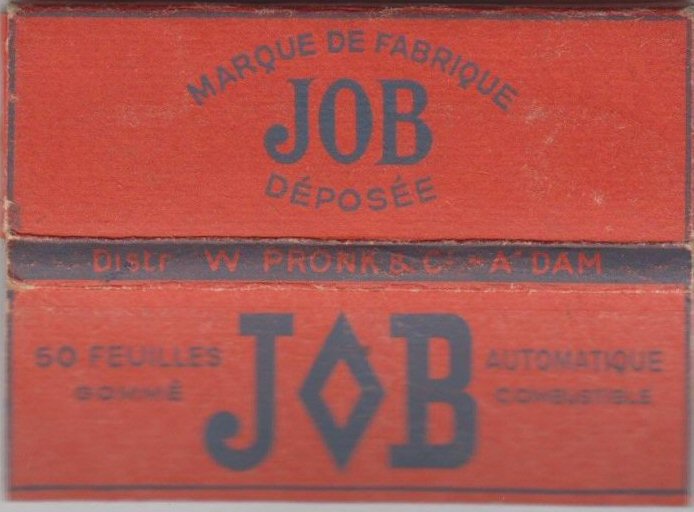 MARQUE DE FABRIQUE
JOB
DÉPOSÉE
Distr W PRONK & Co - A'DAM
50 FEUILLES
GOMMÉ
JOB
AUTOMATIQUE
COMBUSTIBLE